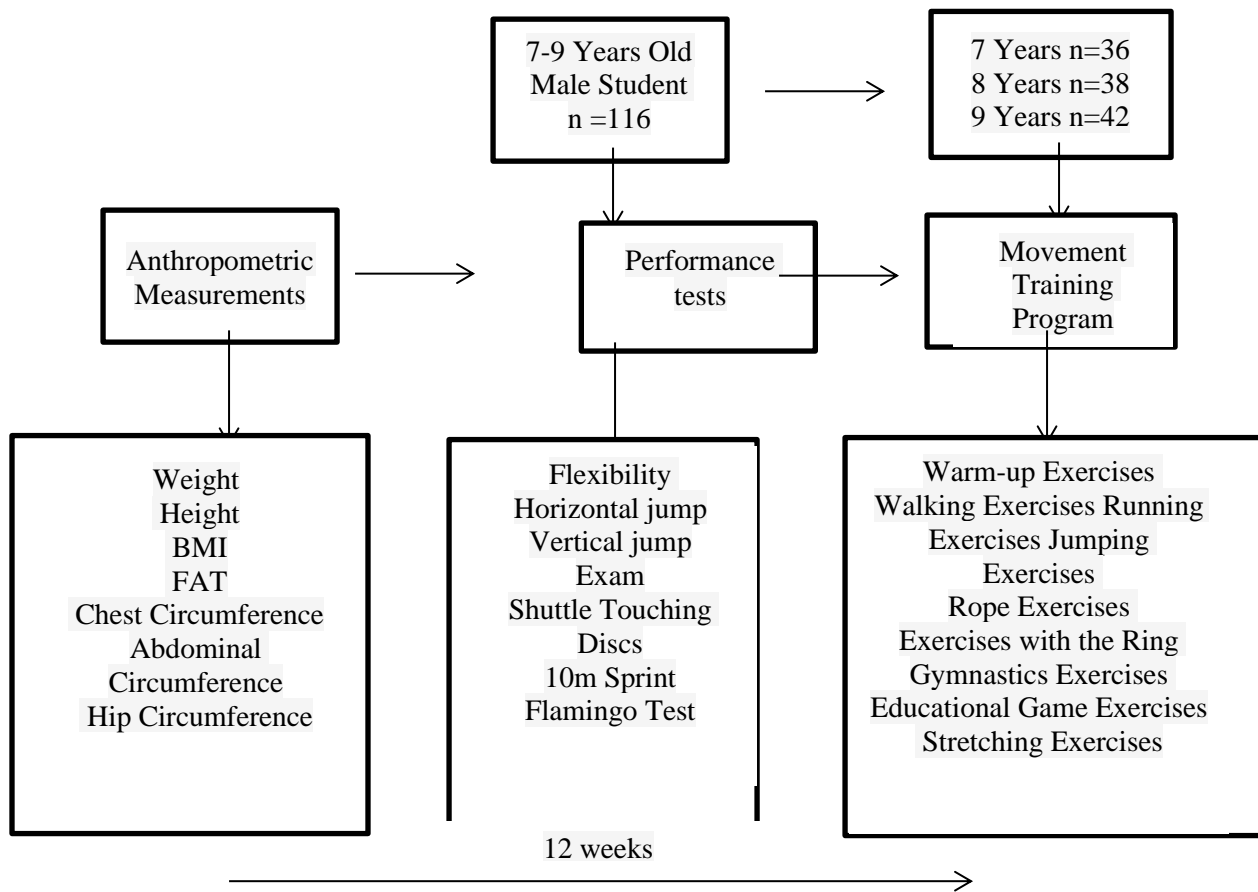 7-9 Years Old
Male Student
n =116
7 Years n=36
8 Years n=38
9 Years n=42
Anthropometric
Measurements
Performance
tests
Movement
Training
Program
Weight
Height
BMI
FAT
Chest Circumference
Abdominal
Circumference
Hip Circumference
Flexibility
Horizontal jump
Vertical jump
Exam
Shuttle Touching
Discs
10m Sprint
Flamingo Test
Warm-up Exercises
Walking Exercises Running
Exercises Jumping
Exercises
Rope Exercises
Exercises with the Ring
Gymnastics Exercises
Educational Game Exercises
Stretching Exercises
12 weeks